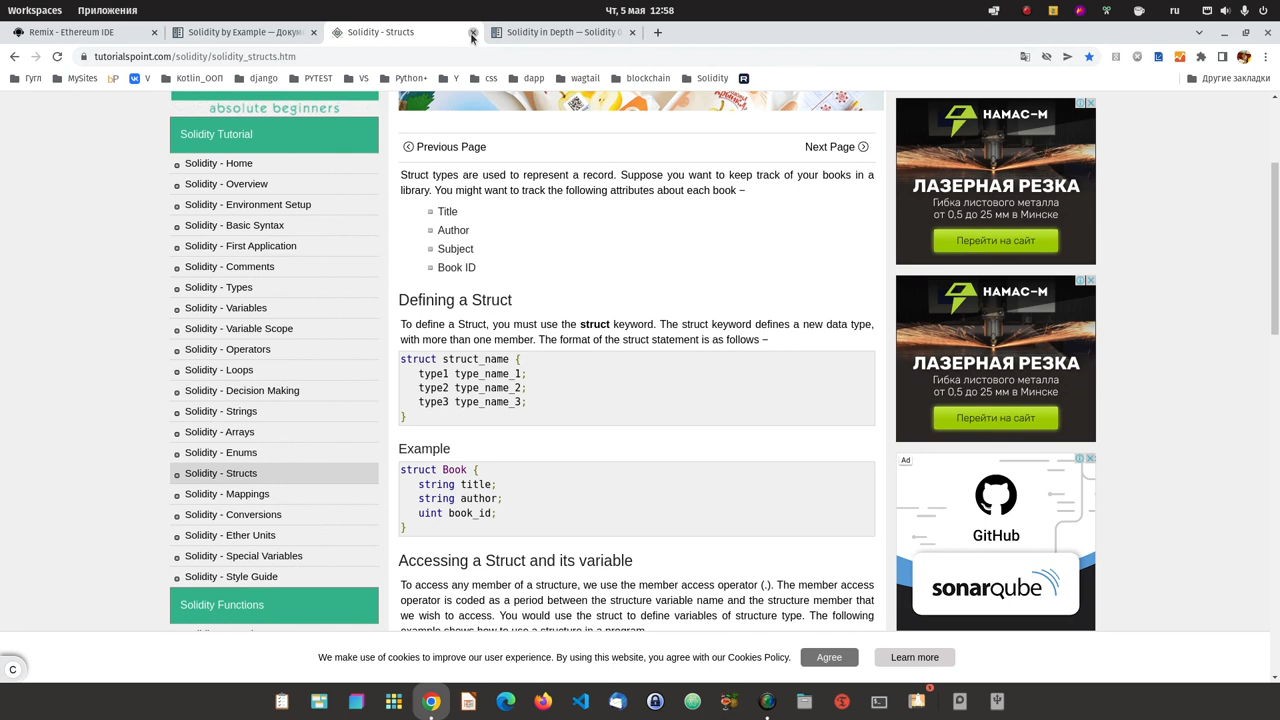 Workspaces Приложения Чт, 5 мая 12:58 ru
Remix - Ethereum IDE
Solidity by Example — Докум
Solidity - Structs
Solidity in Depth — Solidity 0
tutorialspoint.com/solidity/solidity_structs.htm
Гугл MySites V Kotlin_ООП django PYTEST VS Python+ Y css dapp wagtail blockchain Solidity Другие закладки
absolute beginners
Solidity Tutorial
Solidity - Home
Solidity - Overview
Solidity - Environment Setup
Solidity - Basic Syntax
Solidity - First Application
Solidity - Comments
Solidity - Types
Solidity - Variables
Solidity - Variable Scope
Solidity - Operators
Solidity - Loops
Solidity - Decision Making
Solidity - Strings
Solidity - Arrays
Solidity - Enums
Solidity - Structs
Solidity - Mappings
Solidity - Conversions
Solidity - Ether Units
Solidity - Special Variables
Solidity - Style Guide
Solidity Functions
Previous Page Next Page
Struct types are used to represent a record. Suppose you want to keep track of your books in a
library. You might want to track the following attributes about each book −
Title
Author
Subject
Book ID
Defining a Struct
To define a Struct, you must use the struct keyword. The struct keyword defines a new data type,
with more than one member. The format of the struct statement is as follows −
struct struct_name {
type1 type_name_1;
type2 type_name_2;
type3 type_name_3;
}
Example
struct Book {
string title;
string author;
uint book_id;
}
Accessing a Struct and its variable
To access any member of a structure, we use the member access operator (.). The member access
operator is coded as a period between the structure variable name and the structure member that
we wish to access. You would use the struct to define variables of structure type. The following
example shows how to use a structure in a program.
НАМАС-М
ЛАЗЕРНАЯ РЕЗКА
Гибка листового металла
от 0,5 до 25 мм в Минске
Перейти на сайт
НАМАС-М
ЛАЗЕРНАЯ РЕЗКА
Гибка листового металла
от 0,5 до 25 мм в Минске
Перейти на сайт
Ad
GitHub
sonarqube
We make use of cookies to improve our user experience. By using this website, you agree with our Cookies Policy. Agree Learn more
C